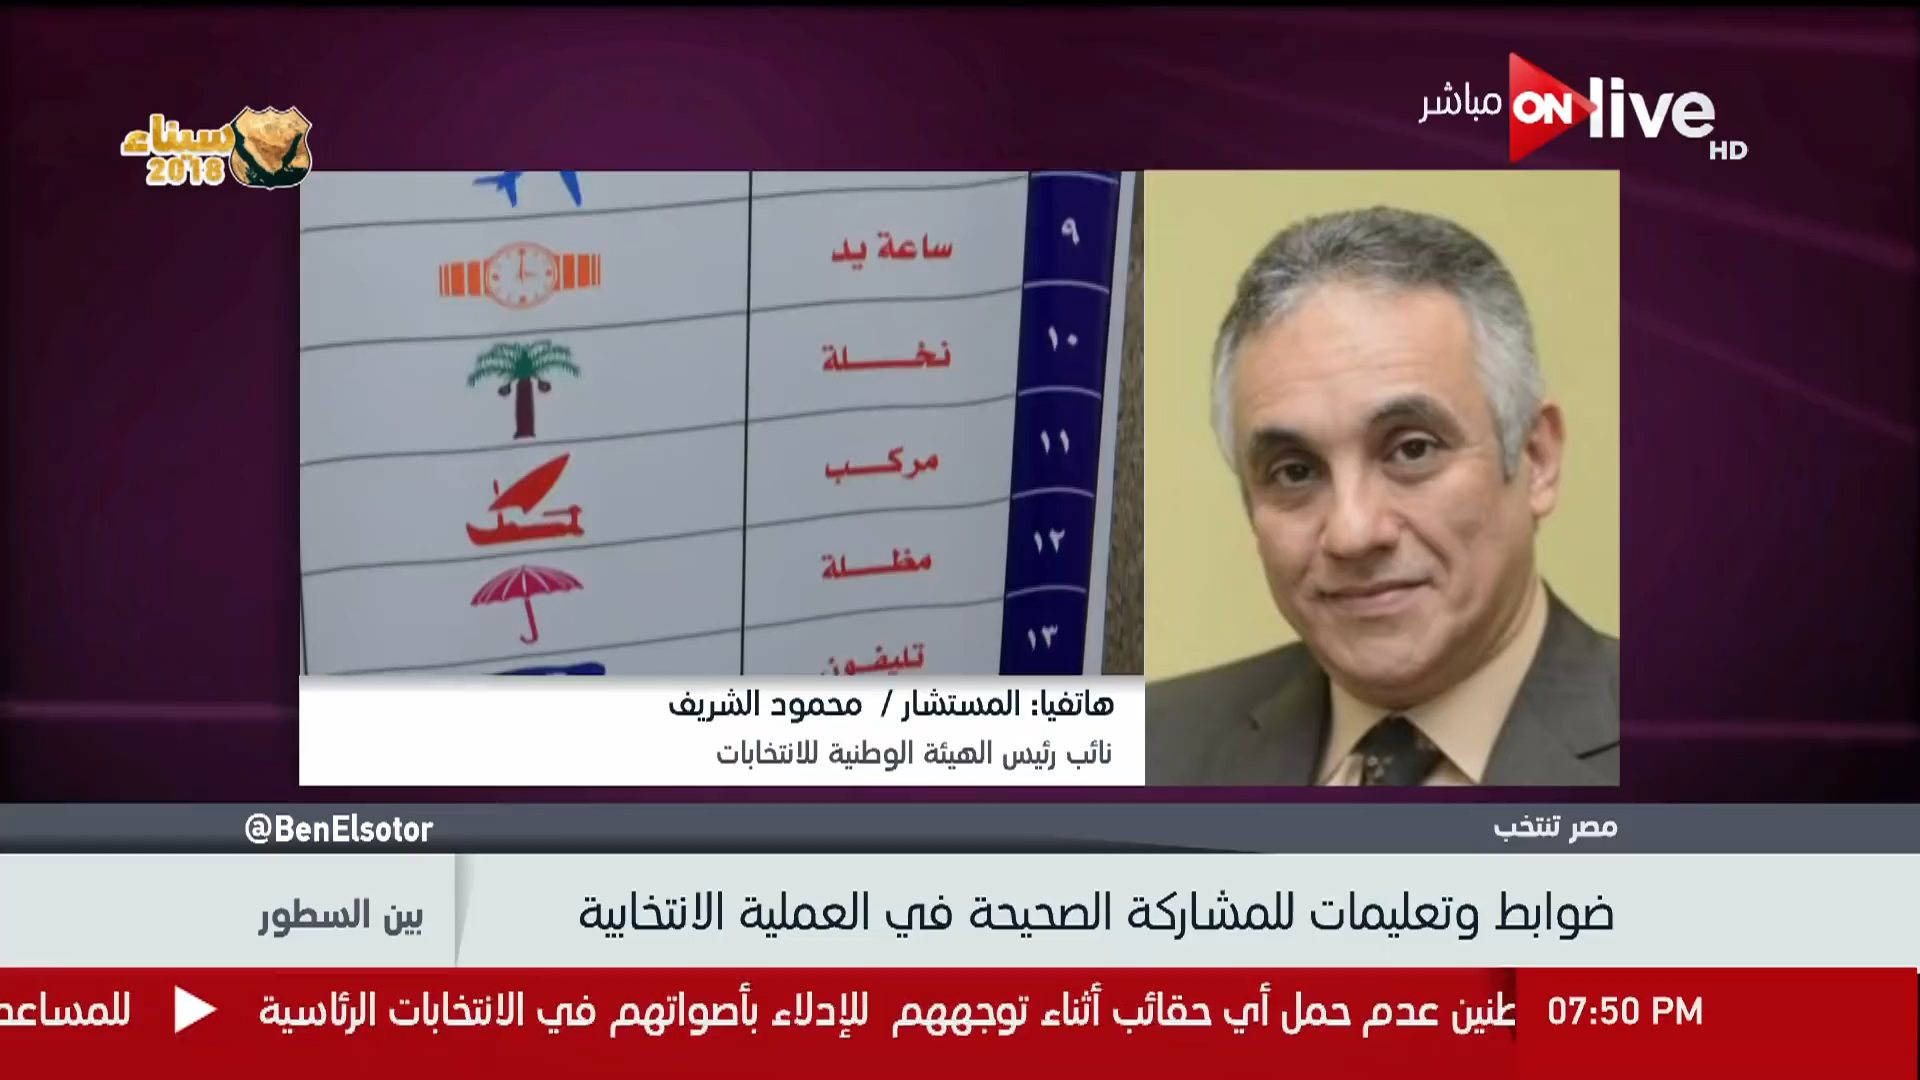 مباشر ON live HD
سيناء 2018
ساعة يد ٩
نخلة ١٠
مركب ١١
مظلة ١٢
تليفون ١٣
هاتفيا: المستشار / محمود الشريف
نائب رئيس الهيئة الوطنية للانتخابات
مصر تنتخب
@BenElsotor
ضوابط وتعليمات للمشاركة الصحيحة في العملية الانتخابية
بين السطور
عدم حمل أي حقائب أثناء توجههم للإدلاء بأصواتهم في الانتخابات الرئاسية
07:50 PM